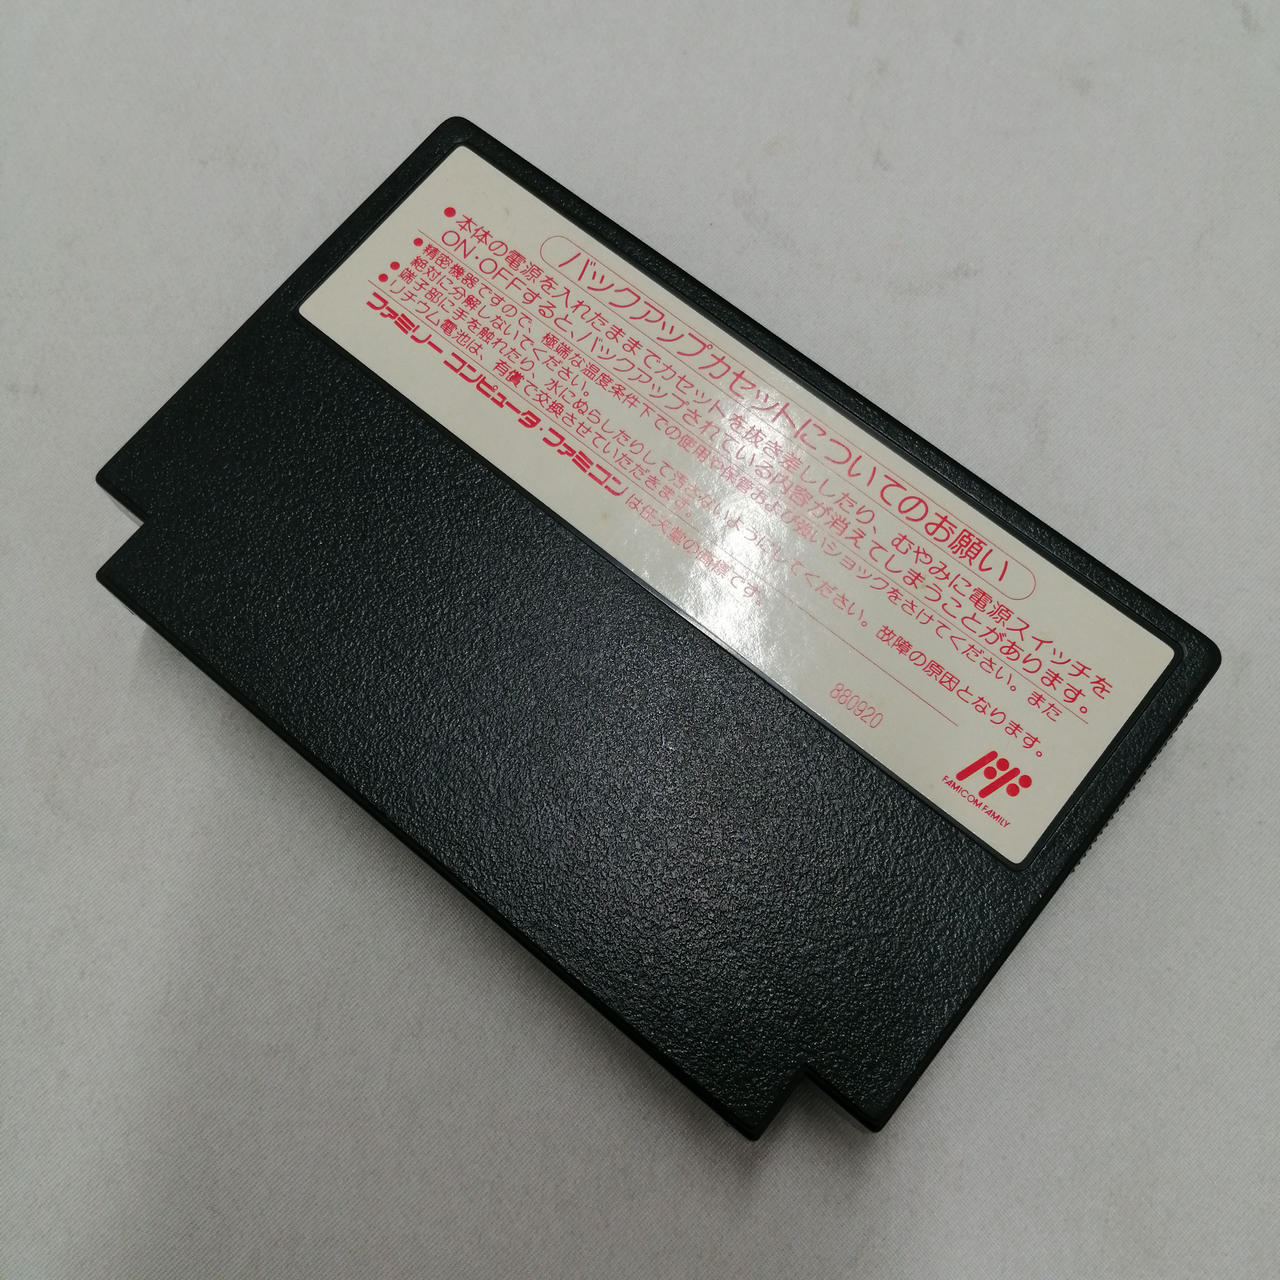 バックアップカセットについてのお願い
●本体の電源を入れたままでカセットを抜き差ししたり、むやみに電源スイッチを
ON・OFFすると、バックアップされている内容が消えてしまうことがあります。
●精密機器ですので、極端な温度条件下での使用や保管および強いショックをさけてください。また
絶対に分解しないでください。
●端子部に手を触れたり、水にぬらしたりして汚さないようにしてください。故障の原因となります。
●リチウム電池は、有償で交換させていただきます。
ファミリーコンピュータ・ファミコンは任天堂の商標です。
880920
FAMICOM FAMILY